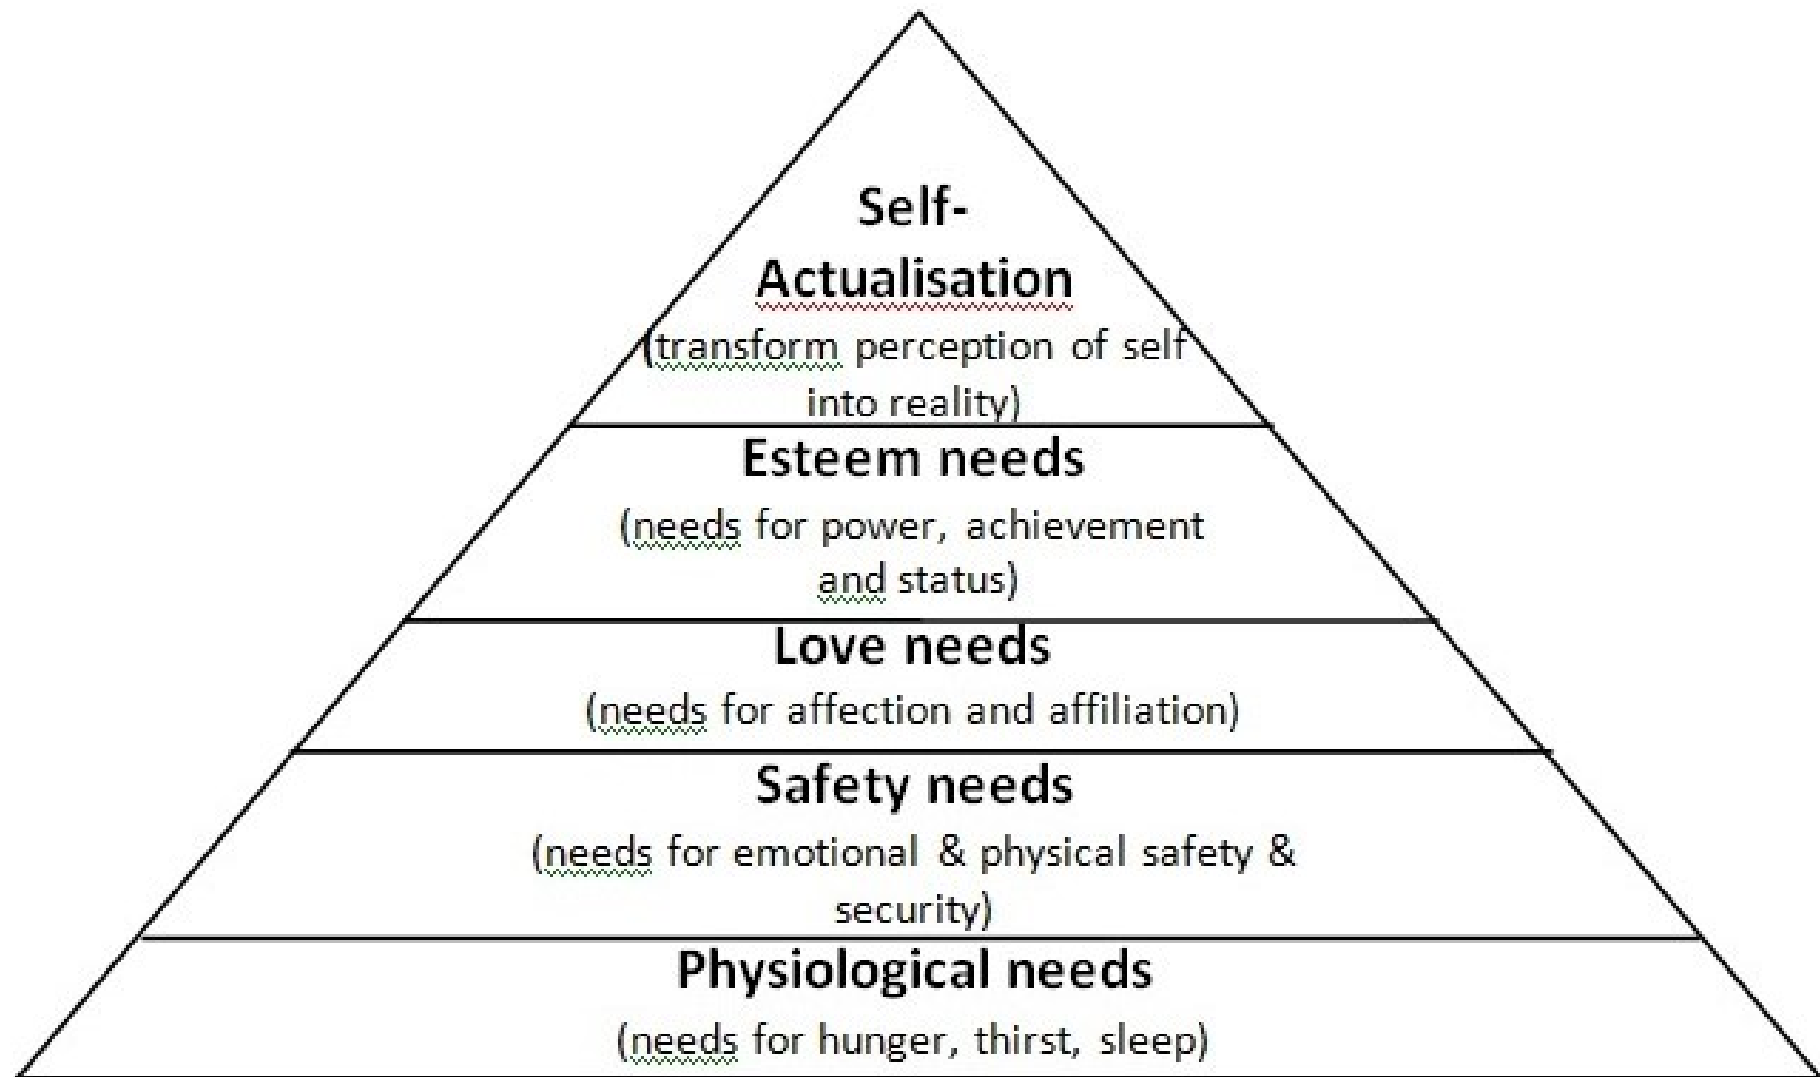 Self-
Actualisation
(transform perception of self
into reality)
Esteem needs
(needs for power, achievement
and status)
Love needs
(needs for affection and affiliation)
Safety needs
(needs for emotional & physical safety &
security)
Physiological needs
(needs for hunger, thirst, sleep)